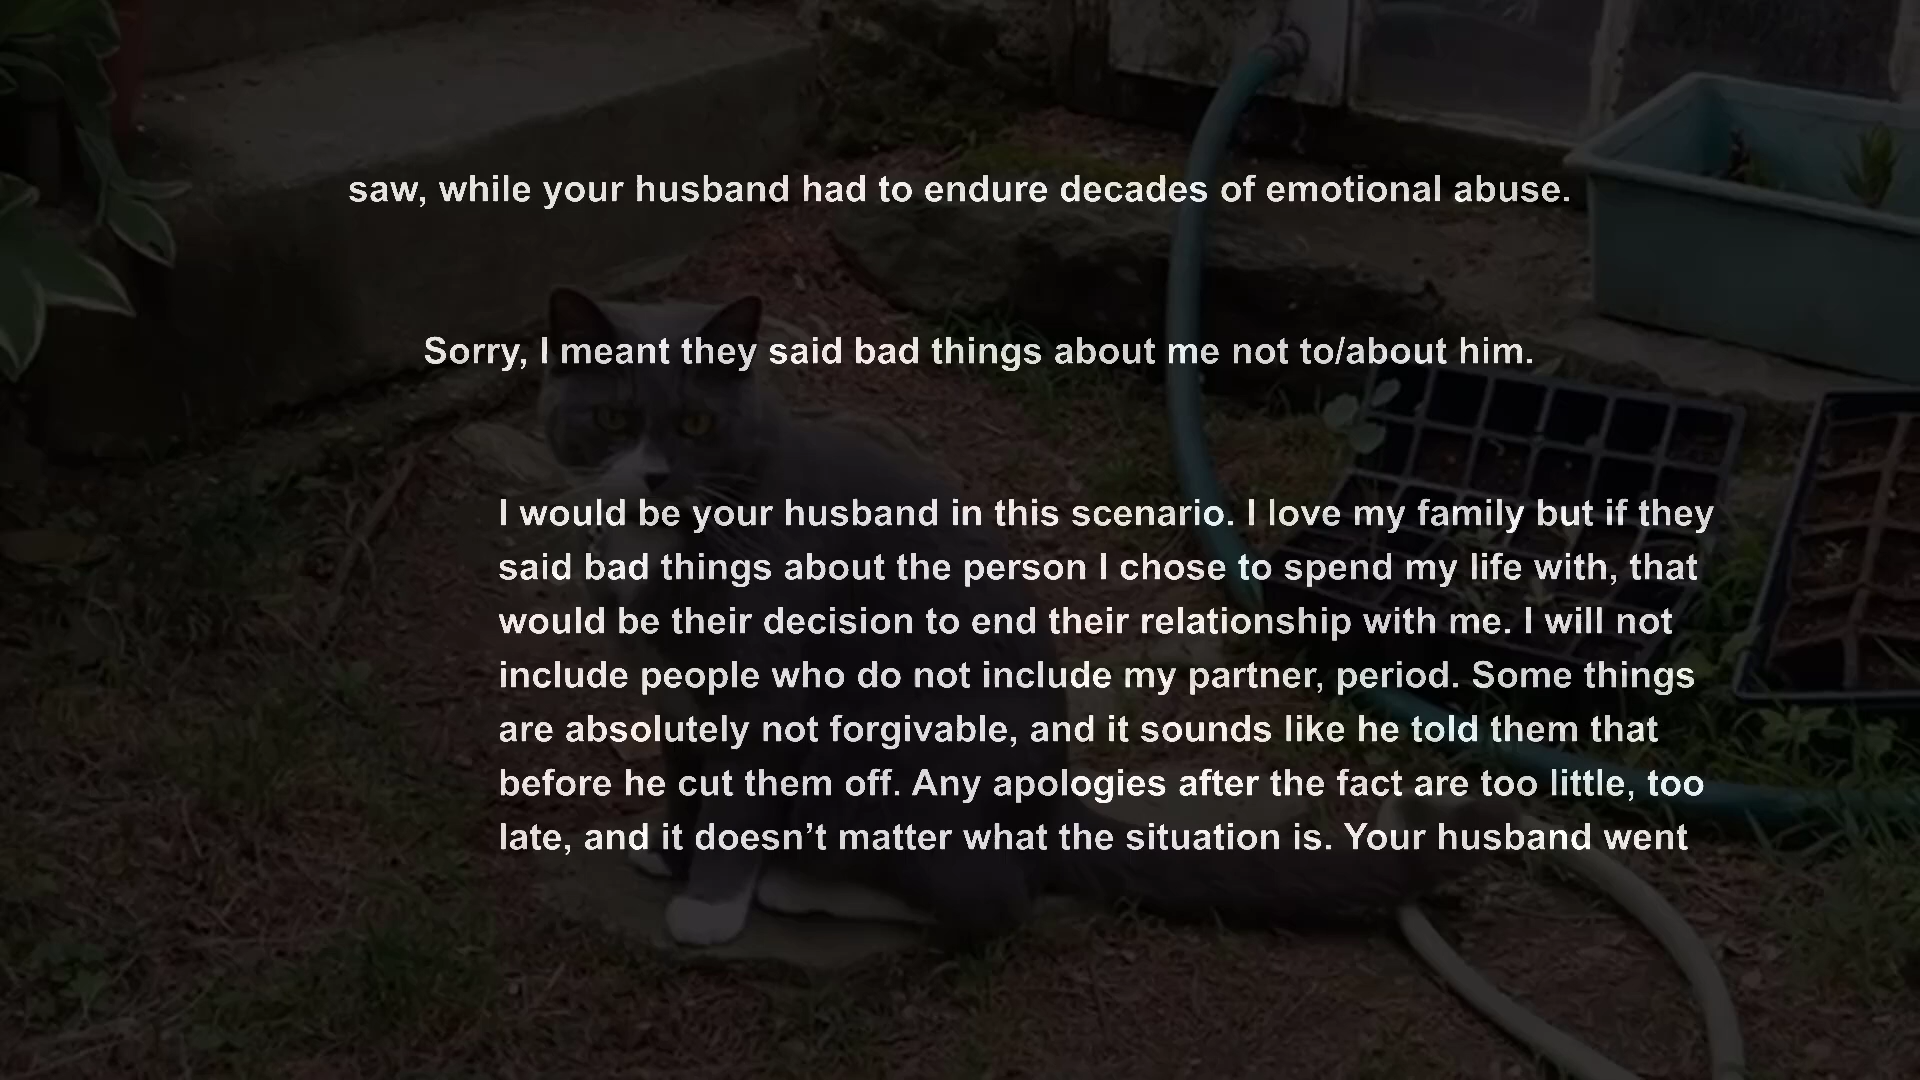 saw, while your husband had to endure decades of emotional abuse.
Sorry, I meant they said bad things about me not to/about him.
I would be your husband in this scenario. I love my family but if they
said bad things about the person I chose to spend my life with, that
would be their decision to end their relationship with me. I will not
include people who do not include my partner, period. Some things
are absolutely not forgivable, and it sounds like he told them that
before he cut them off. Any apologies after the fact are too little, too
late, and it doesn’t matter what the situation is. Your husband went